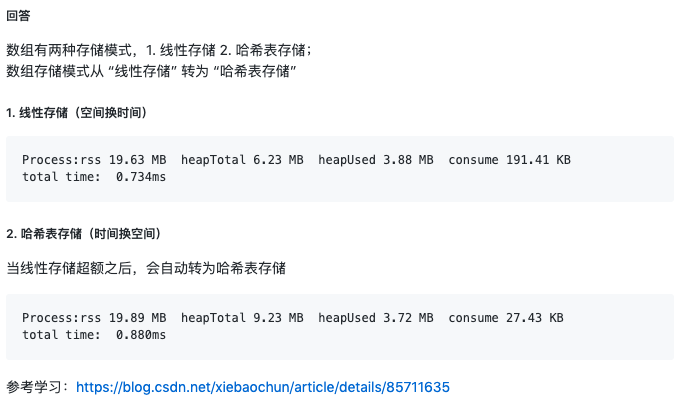 回答
数组有两种存储模式，1. 线性存储 2. 哈希表存储；
数组存储模式从 “线性存储” 转为 “哈希表存储”
1. 线性存储（空间换时间）
Process:rss 19.63 MB  heapTotal 6.23 MB  heapUsed 3.88 MB  consume 191.41 KB
total time:  0.734ms
2. 哈希表存储（时间换空间）
当线性存储超额之后，会自动转为哈希表存储
Process:rss 19.89 MB  heapTotal 9.23 MB  heapUsed 3.72 MB  consume 27.43 KB
total time:  0.880ms
参考学习：https://blog.csdn.net/xiebaochun/article/details/85711635